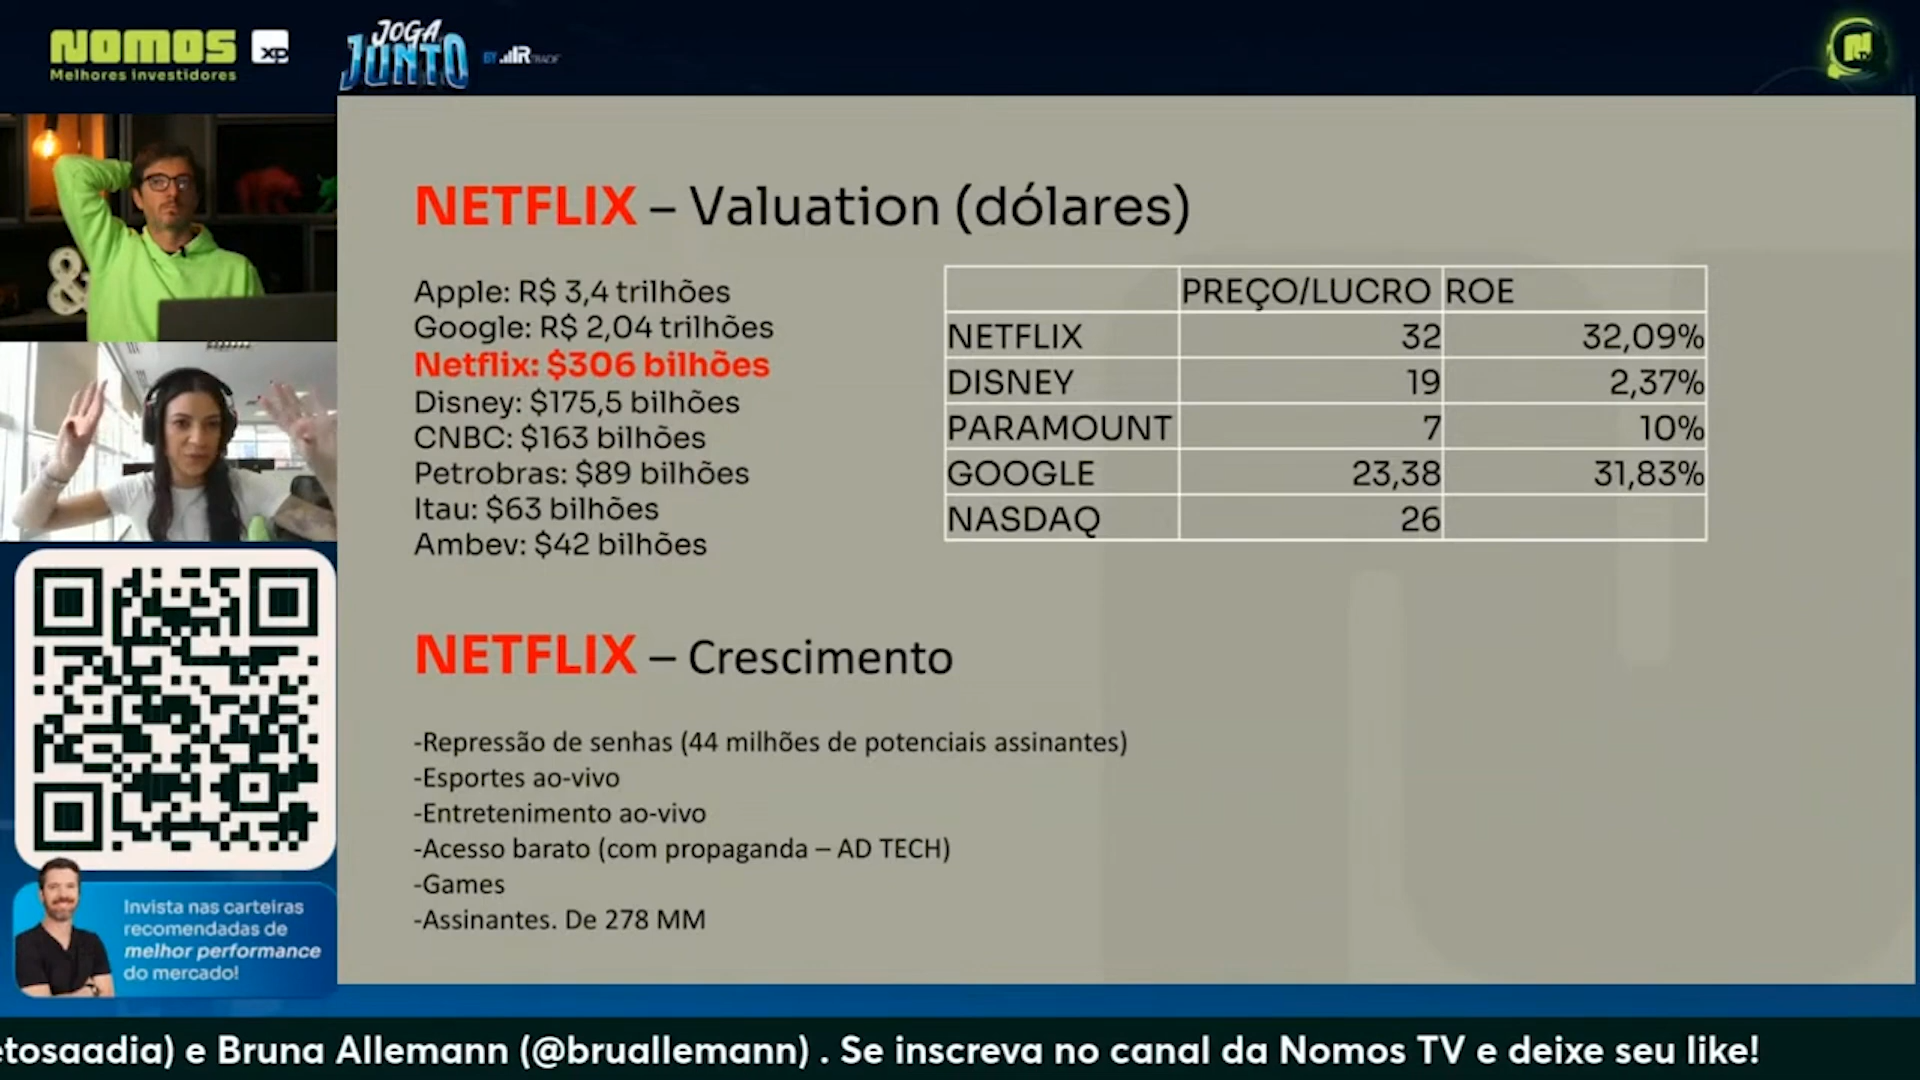 NOMOS
Melhores investidores
xp
JOGA
JUNTO
BY IR TRADE
NETFLIX – Valuation (dólares)
Apple: R$ 3,4 trilhões
Google: R$ 2,04 trilhões
Netflix: $306 bilhões
Disney: $175,5 bilhões
CNBC: $163 bilhões
Petrobras: $89 bilhões
Itau: $63 bilhões
Ambev: $42 bilhões
PREÇO/LUCRO ROE
NETFLIX 32 32,09%
DISNEY 19 2,37%
PARAMOUNT 7 10%
GOOGLE 23,38 31,83%
NASDAQ 26
NETFLIX – Crescimento
-Repressão de senhas (44 milhões de potenciais assinantes)
-Esportes ao-vivo
-Entretenimento ao-vivo
-Acesso barato (com propaganda – AD TECH)
-Games
-Assinantes. De 278 MM
Invista nas carteiras
recomendadas de
melhor performance
do mercado!
etosaadia) e Bruna Allemann (@bruallemann) . Se inscreva no canal da Nomos TV e deixe seu like!